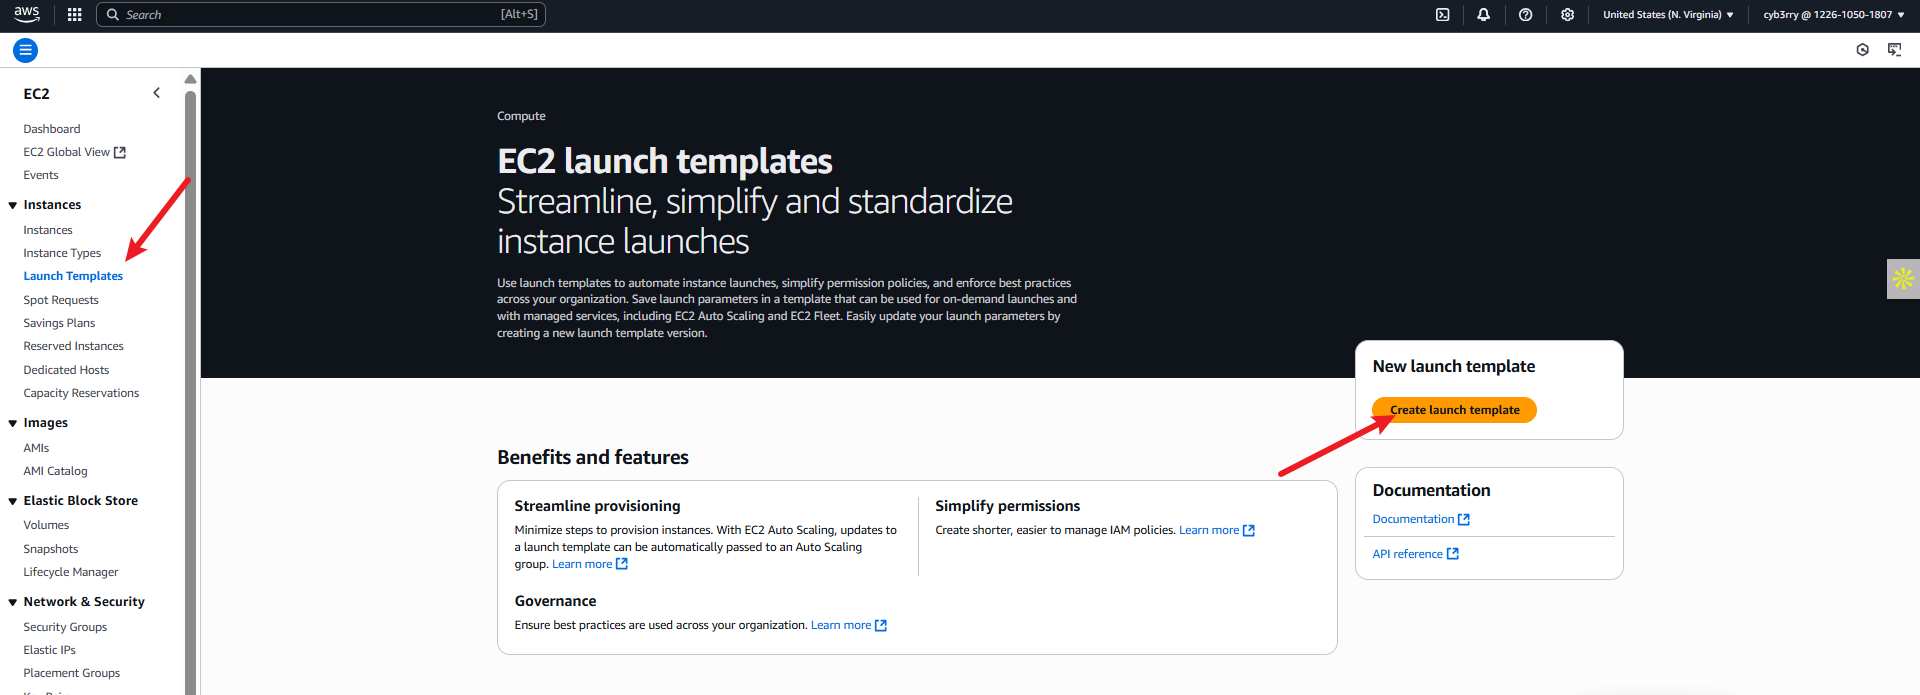 aws
Search
[Alt+S]
United States (N. Virginia)
cyb3rry @ 1226-1050-1807
EC2
Dashboard
EC2 Global View
Events
Instances
Instances
Instance Types
Launch Templates
Spot Requests
Savings Plans
Reserved Instances
Dedicated Hosts
Capacity Reservations
Images
AMIs
AMI Catalog
Elastic Block Store
Volumes
Snapshots
Lifecycle Manager
Network & Security
Security Groups
Elastic IPs
Placement Groups
Compute
EC2 launch templates
Streamline, simplify and standardize
instance launches
Use launch templates to automate instance launches, simplify permission policies, and enforce best practices
across your organization. Save launch parameters in a template that can be used for on-demand launches and
with managed services, including EC2 Auto Scaling and EC2 Fleet. Easily update your launch parameters by
creating a new launch template version.
New launch template
Create launch template
Benefits and features
Streamline provisioning
Minimize steps to provision instances. With EC2 Auto Scaling, updates to
a launch template can be automatically passed to an Auto Scaling
group. Learn more
Simplify permissions
Create shorter, easier to manage IAM policies. Learn more
Governance
Ensure best practices are used across your organization. Learn more
Documentation
Documentation
API reference